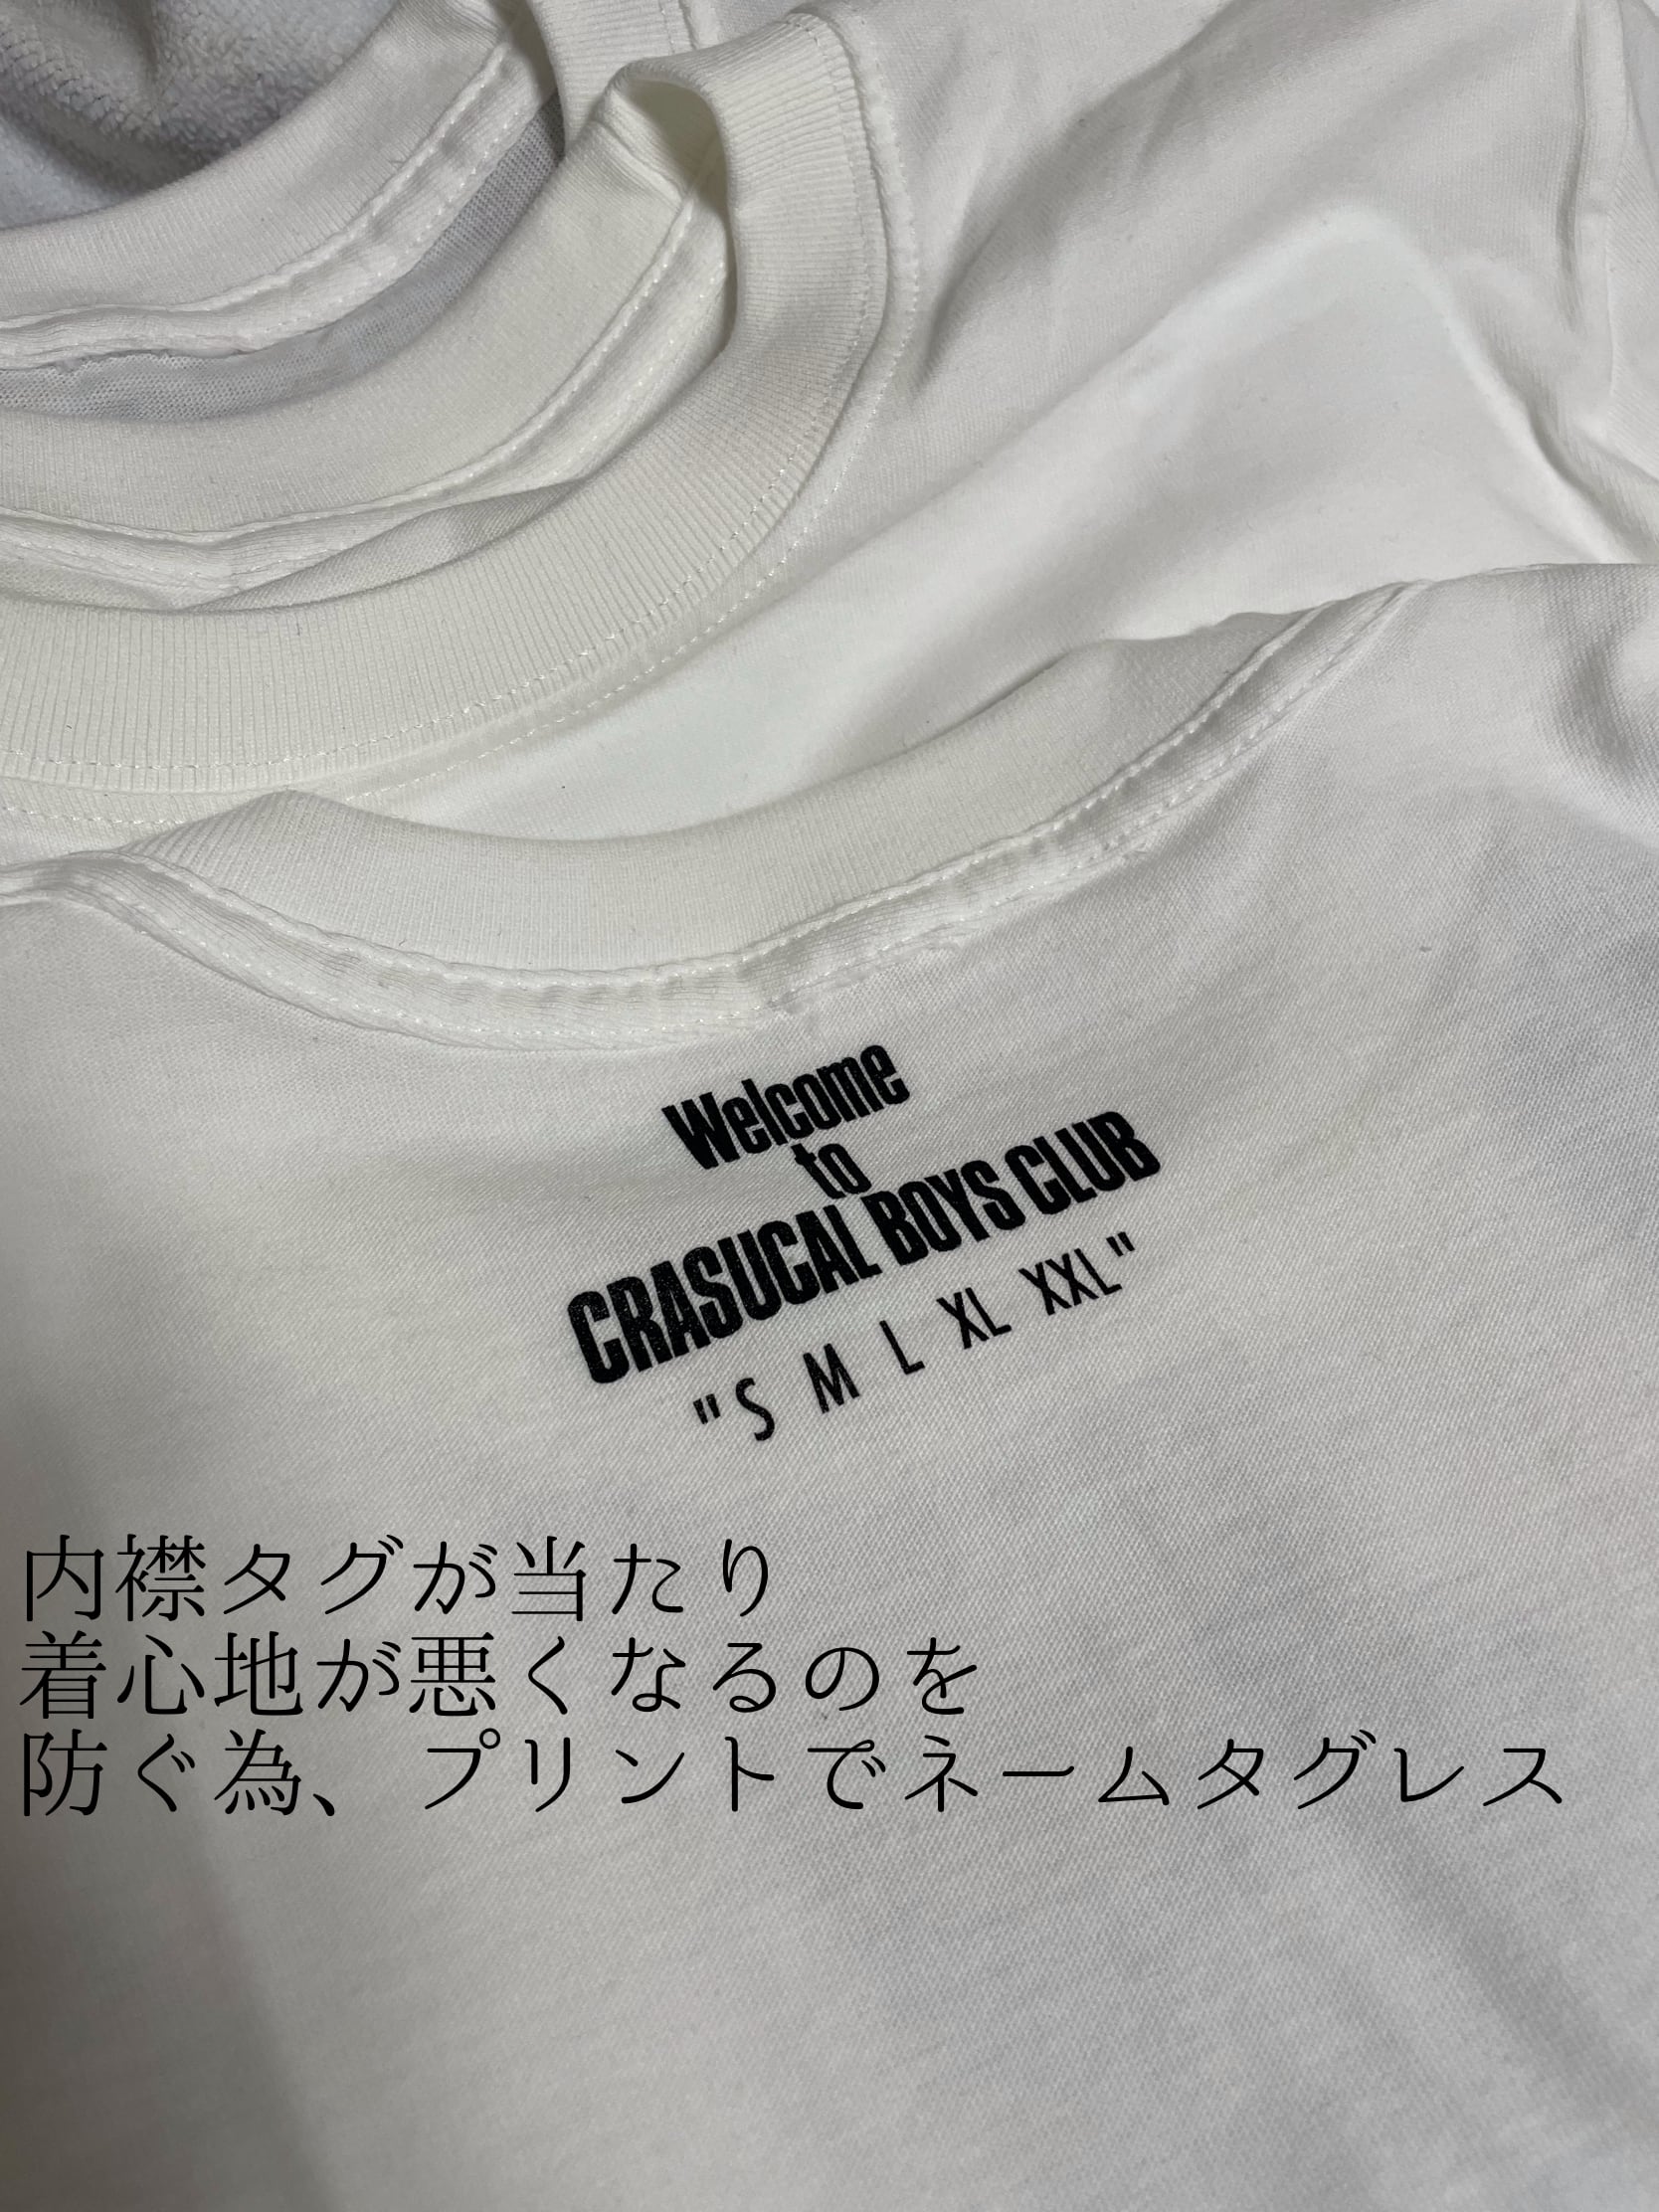 Welcome
to
CRASUCAL BOYS CLUB
"S M L XL XXL"
内襟タグが当たり
着心地が悪くなるのを
防ぐ為、プリントでネームタグレス